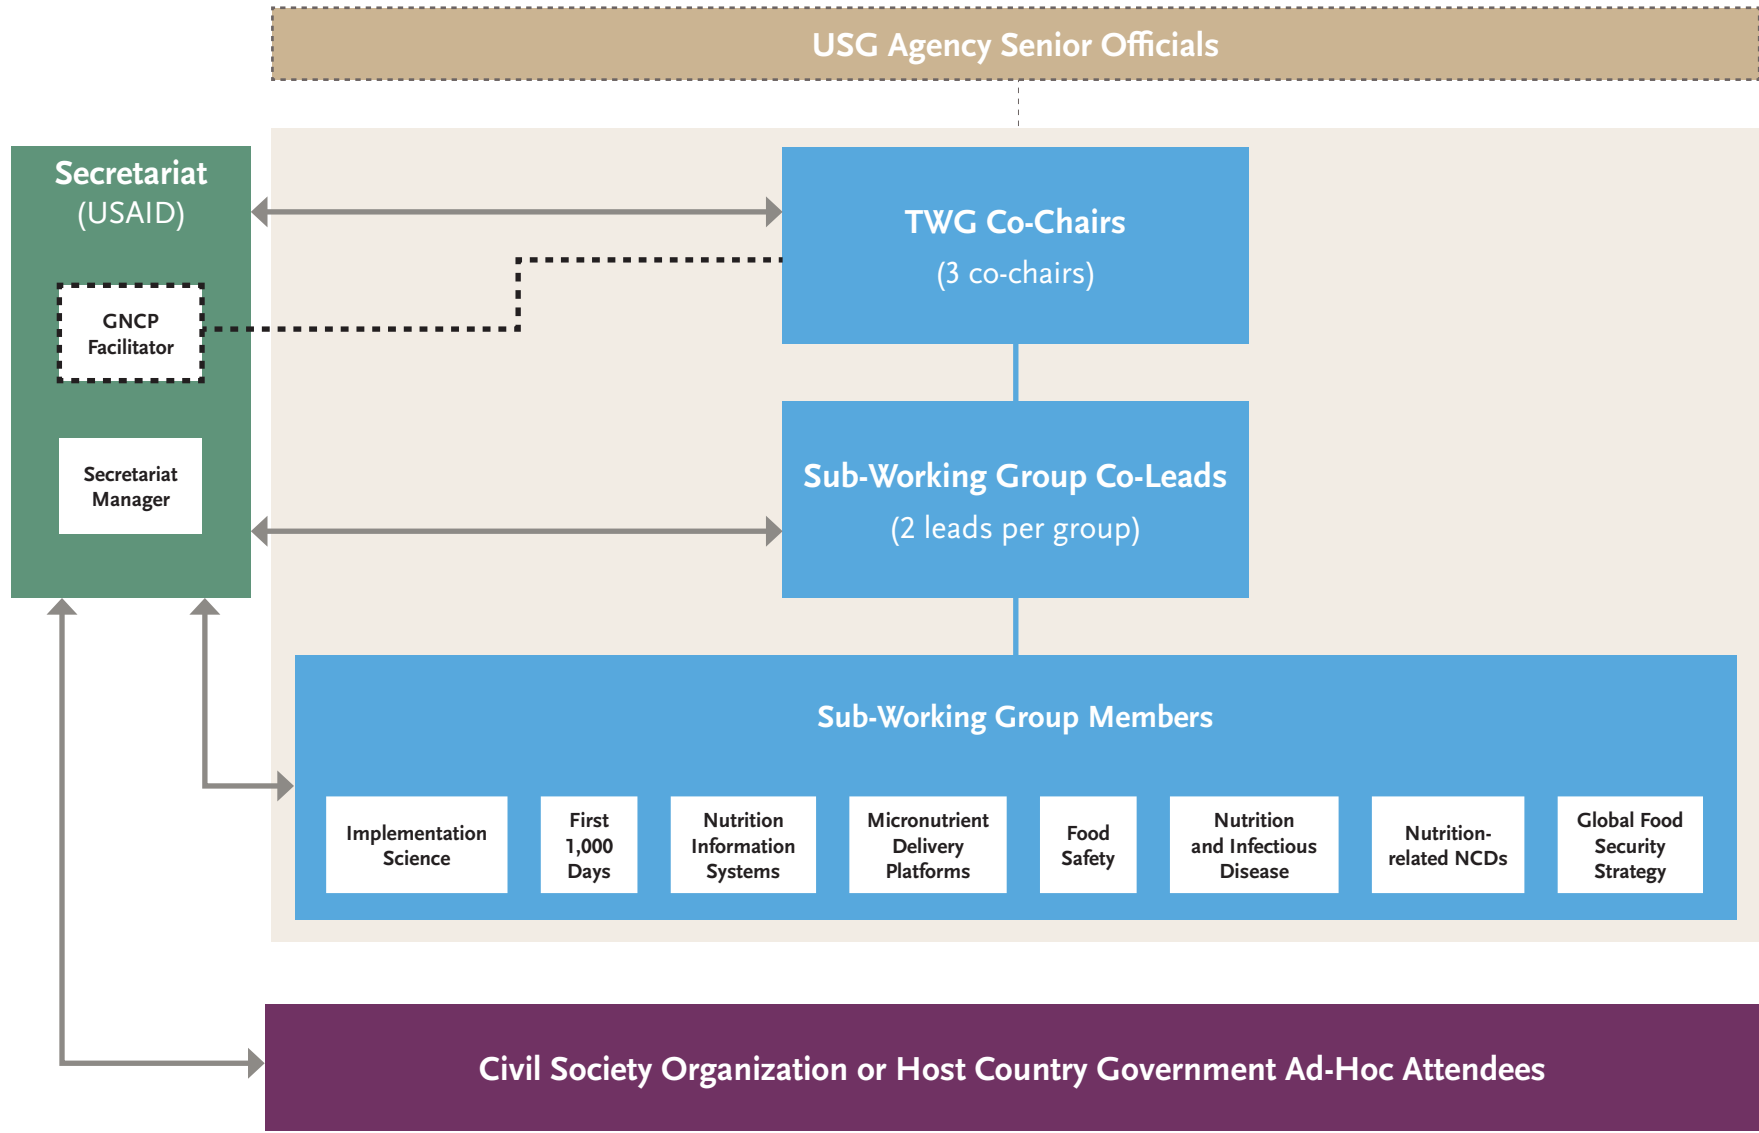 USG Agency Senior Officials
Secretariat
(USAID)
GNCP
Facilitator
Secretariat
Manager
TWG Co-Chairs
(3 co-chairs)
Sub-Working Group Co-Leads
(2 leads per group)
Sub-Working Group Members
Implementation
Science
First
1,000
Days
Nutrition
Information
Systems
Micronutrient
Delivery
Platforms
Food
Safety
Nutrition
and Infectious
Disease
Nutrition-
related NCDs
Global Food
Security
Strategy
Civil Society Organization or Host Country Government Ad-Hoc Attendees